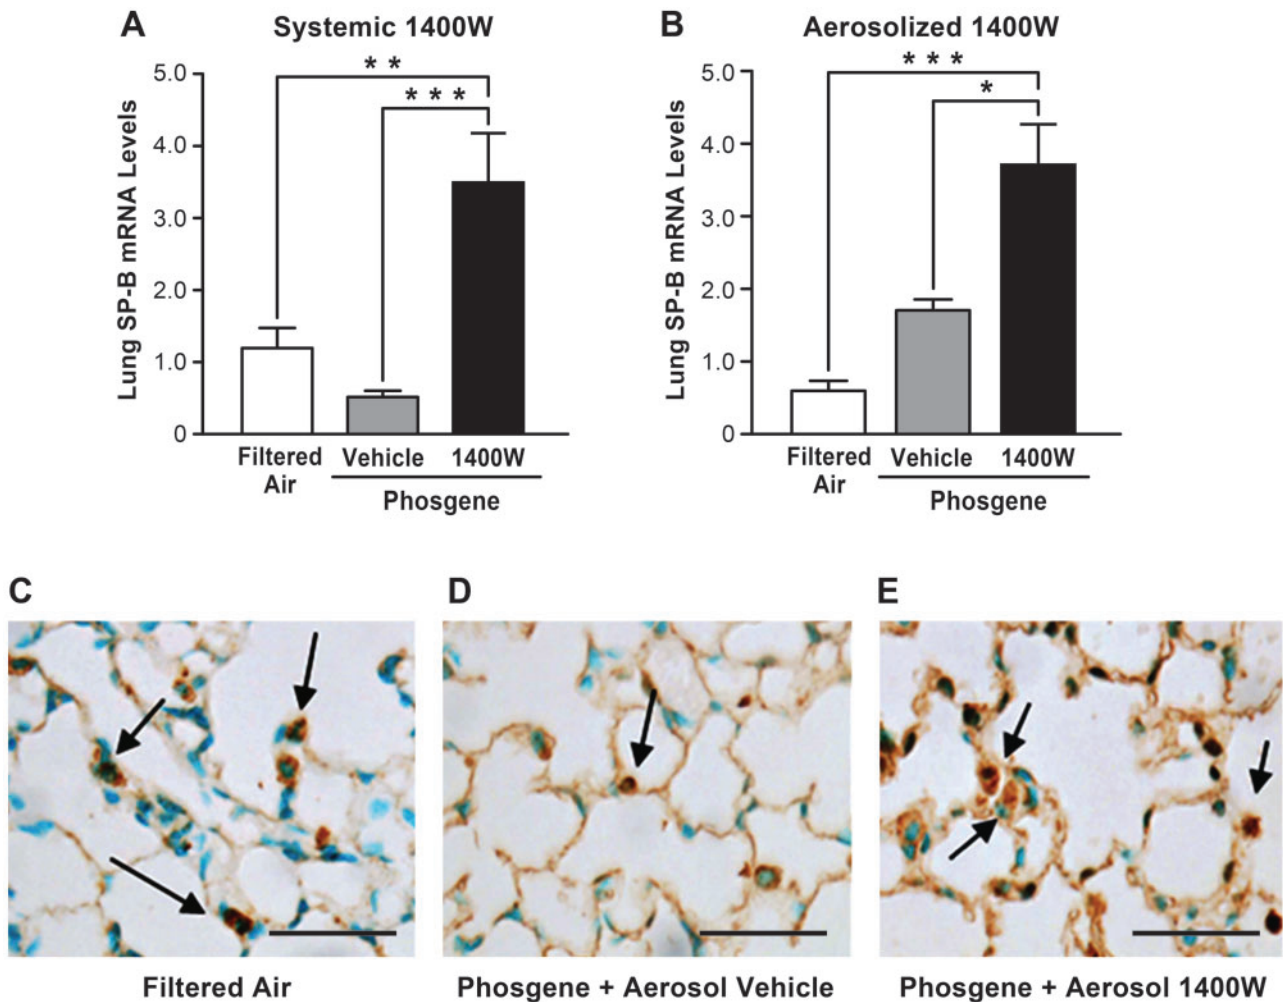 A
Systemic 1400W
Lung SP-B mRNA Levels
5.0
4.0
3.0
2.0
1.0
0
* *
* * *
Filtered
Air
Vehicle
1400W
Phosgene
B
Aerosolized 1400W
Lung SP-B mRNA Levels
5.0
4.0
3.0
2.0
1.0
0
* * *
*
Filtered
Air
Vehicle
1400W
Phosgene
C
Filtered Air
D
Phosgene + Aerosol Vehicle
E
Phosgene + Aerosol 1400W